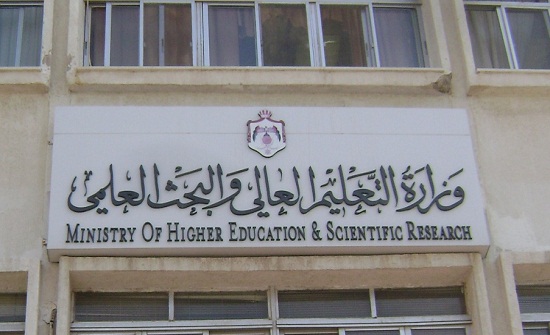 وزارة التعليم العالي والبحث العلمي
MINISTRY OF HIGHER EDUCATION & SCIENTIFIC RESEARCH